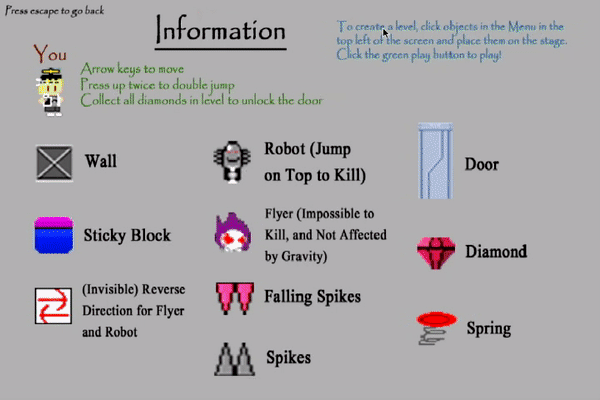 Press escape to go back
Information
To create a level, click objects in the Menu in the
top left of the screen and place them on the stage.
Click the green play button to play!
You
Arrow keys to move
Press up twice to double jump
Collect all diamonds in level to unlock the door
Wall
Robot (Jump
on Top to Kill)
Door
Sticky Block
Flyer (Impossible to
Kill, and Not Affected
by Gravity)
Diamond
(Invisible) Reverse
Direction for Flyer
and Robot
Falling Spikes
Spring
Spikes